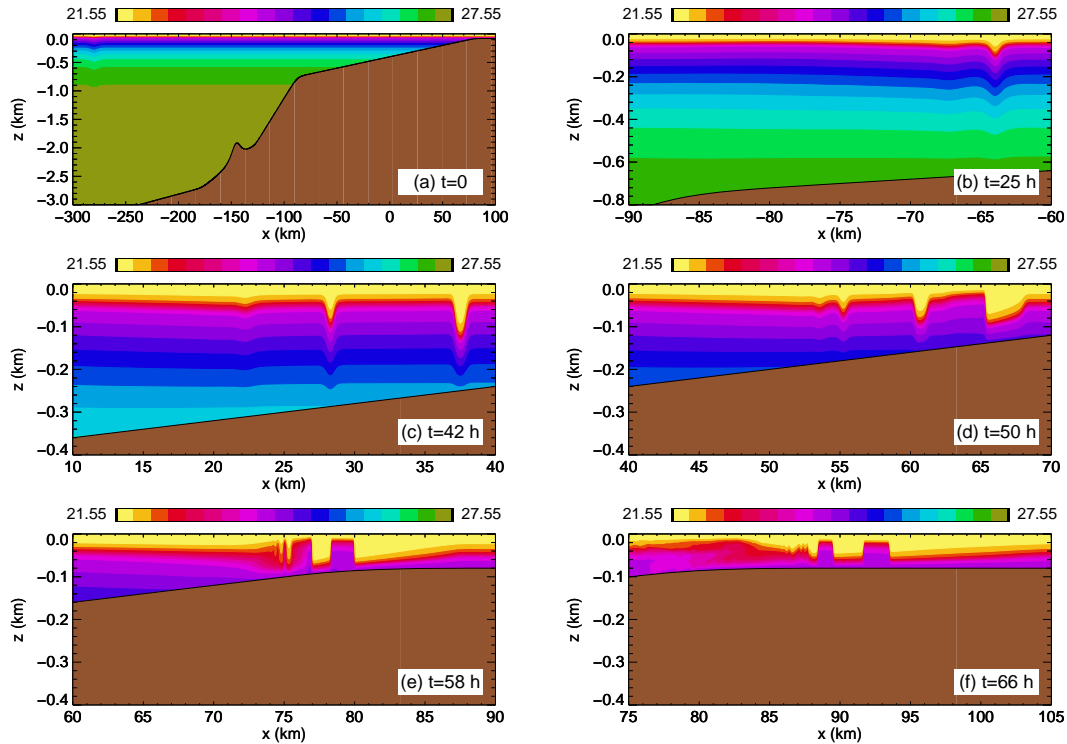 21.55 27.55
21.55 27.55
0.0
−0.5
−1.0
−1.5
−2.0
−2.5
−3.0
z (km)
(a) t=0
−300 −250 −200 −150 −100 −50 0 50 100
x (km)
0.0
−0.2
−0.4
−0.6
−0.8
z (km)
(b) t=25 h
−90 −85 −80 −75 −70 −65 −60
x (km)
21.55 27.55
21.55 27.55
0.0
−0.1
−0.2
−0.3
−0.4
z (km)
(c) t=42 h
10 15 20 25 30 35 40
x (km)
0.0
−0.1
−0.2
−0.3
−0.4
z (km)
(d) t=50 h
40 45 50 55 60 65 70
x (km)
21.55 27.55
21.55 27.55
0.0
−0.1
−0.2
−0.3
−0.4
z (km)
(e) t=58 h
60 65 70 75 80 85 90
x (km)
0.0
−0.1
−0.2
−0.3
−0.4
z (km)
(f) t=66 h
75 80 85 90 95 100 105
x (km)